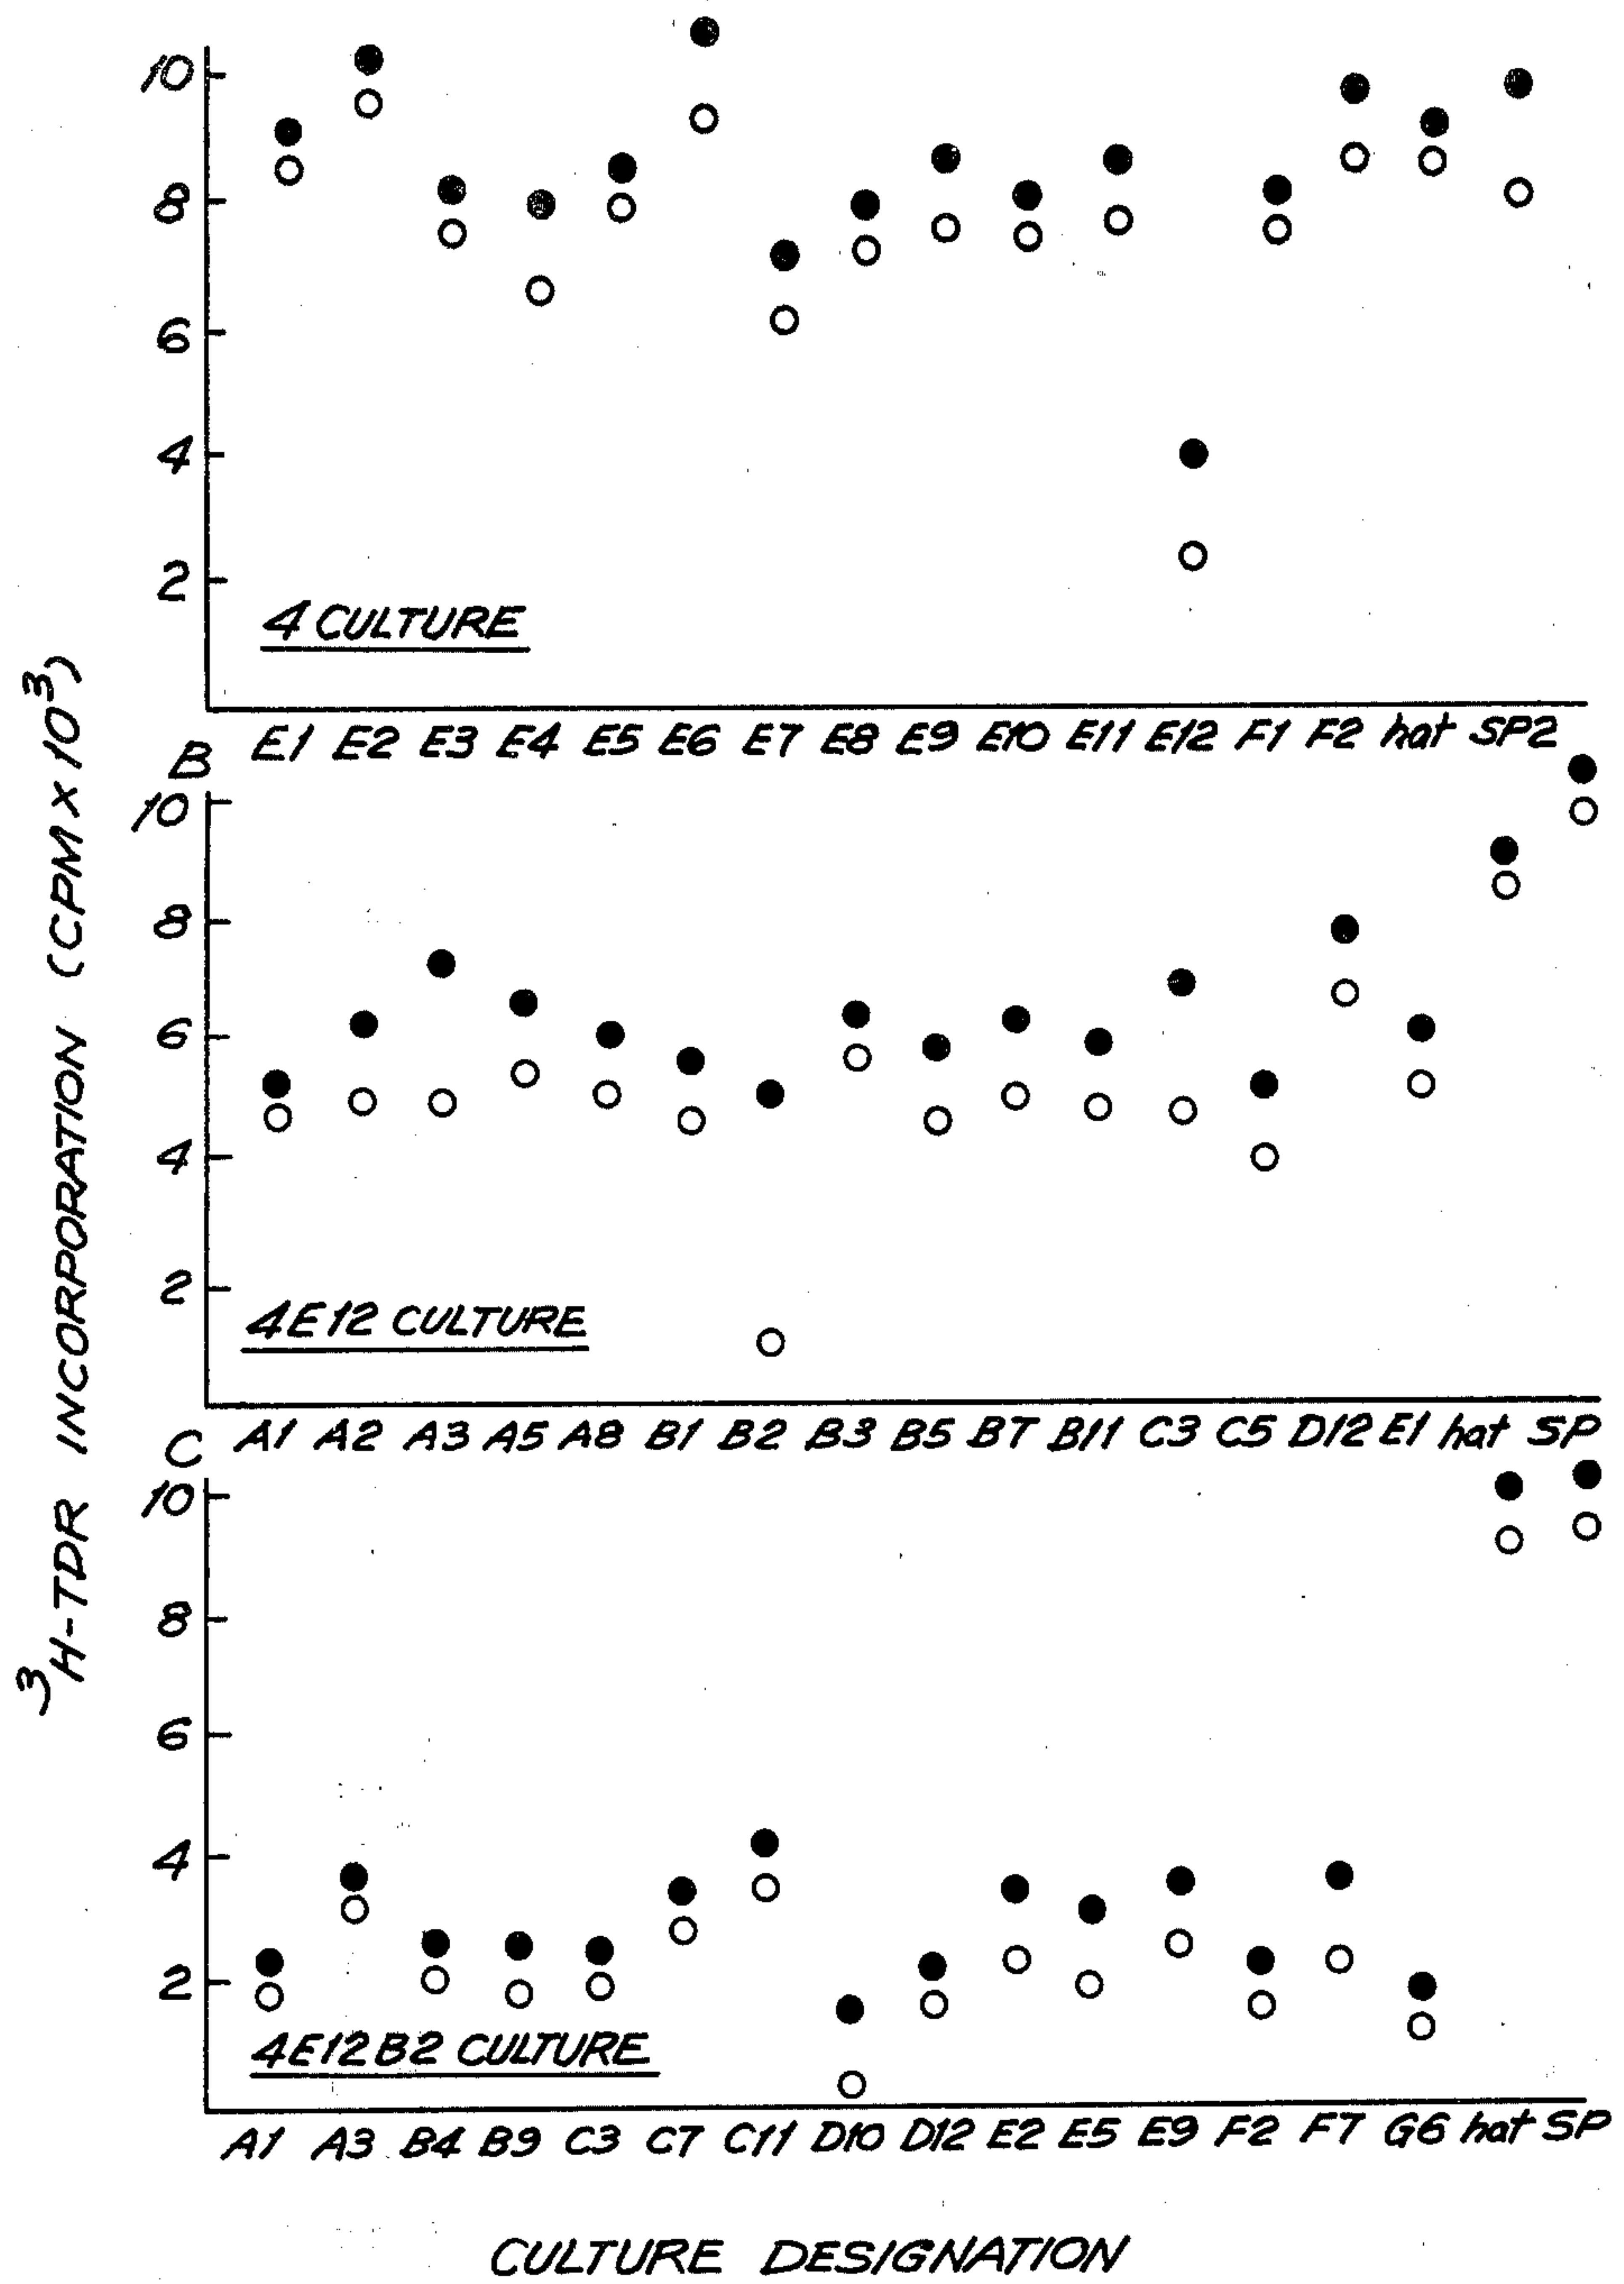 ³H-TDR INCORPORATION (CPM × 10³)
10
8
6
4
2
4 CULTURE
E1 E2 E3 E4 E5 E6 E7 E8 E9 E10 E11 E12 F1 F2 hat SP2
B
10
8
6
4
2
4E12 CULTURE
A1 A2 A3 A5 A8 B1 B2 B3 B5 B7 B11 C3 C5 D12 E1 hat SP
C
10
8
6
4
2
4E12B2 CULTURE
A1 A3 B4 B9 C3 C7 C11 D10 D12 E2 E5 E9 F2 F7 G6 hat SP
CULTURE DESIGNATION